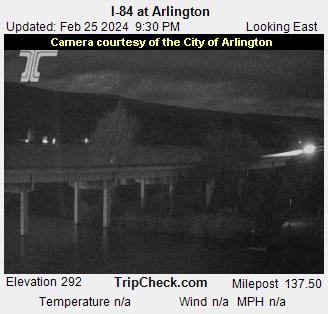 I-84 at Arlington
Updated: Feb 25 2024 9:30 PM Looking East
Camera courtesy of the City of Arlington
Elevation 292 TripCheck.com Milepost 137.50
Temperature n/a Wind n/a MPH n/a